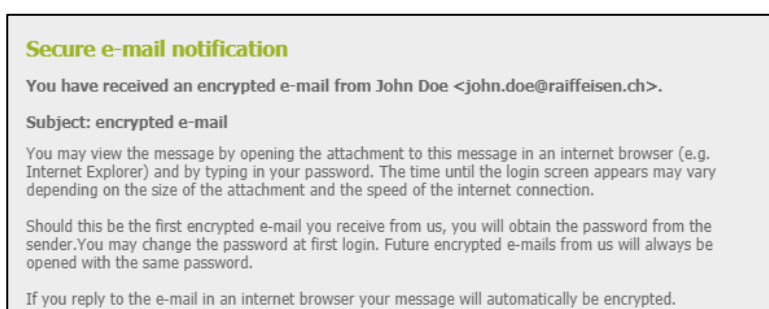 Secure e-mail notification
You have received an encrypted e-mail from John Doe <john.doe@raiffeisen.ch>.
Subject: encrypted e-mail
You may view the message by opening the attachment to this message in an internet browser (e.g.
Internet Explorer) and by typing in your password. The time until the login screen appears may vary
depending on the size of the attachment and the speed of the internet connection.
Should this be the first encrypted e-mail you receive from us, you will obtain the password from the
sender.You may change the password at first login. Future encrypted e-mails from us will always be
opened with the same password.
If you reply to the e-mail in an internet browser your message will automatically be encrypted.